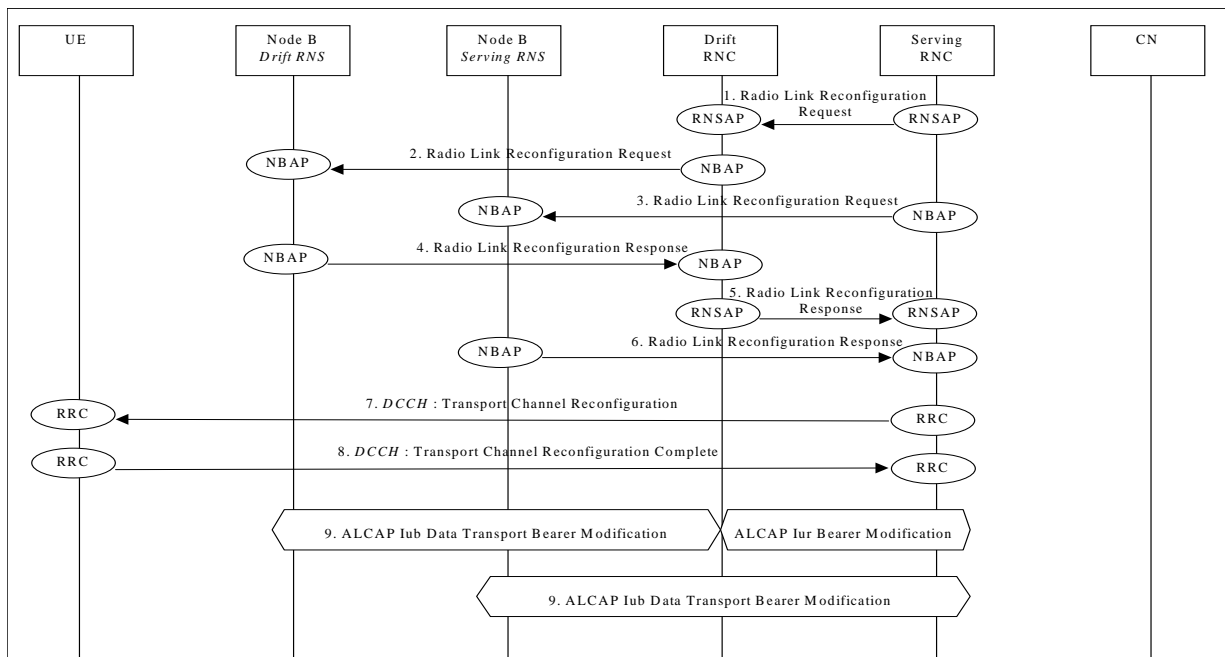 UE
Node B
Drift RNS
Node B
Serving RNS
Drift
RNC
Serving
RNC
CN
1. Radio Link Reconfiguration
Request
RNSAP
RNSAP
2. Radio Link Reconfiguration Request
NBAP
NBAP
3. Radio Link Reconfiguration Request
NBAP
NBAP
4. Radio Link Reconfiguration Response
NBAP
NBAP
5. Radio Link Reconfiguration
Response
RNSAP
RNSAP
6. Radio Link Reconfiguration Response
NBAP
NBAP
7. DCCH : Transport Channel Reconfiguration
RRC
RRC
8. DCCH : Transport Channel Reconfiguration Complete
RRC
RRC
9. ALCAP Iub Data Transport Bearer Modification
ALCAP Iur Bearer Modification
9. ALCAP Iub Data Transport Bearer Modification